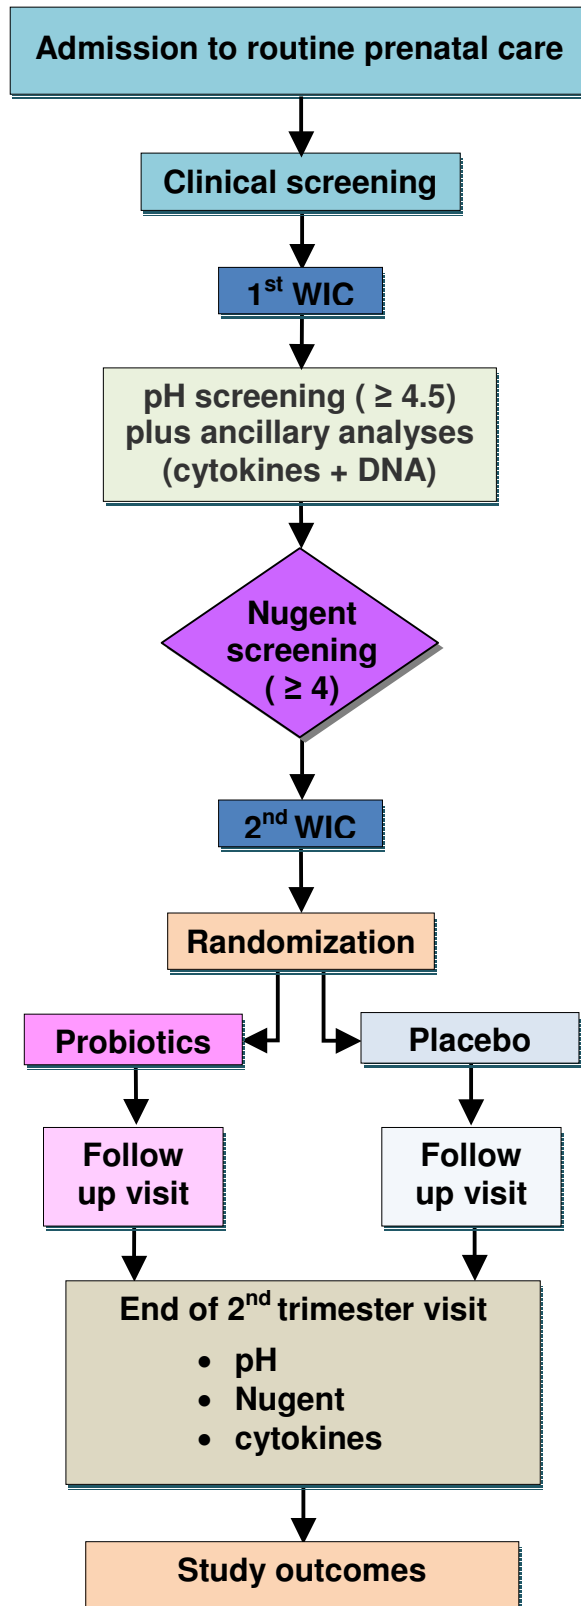 Admission to routine prenatal care
Clinical screening
1st WIC
pH screening ( ≥ 4.5)
plus ancillary analyses
(cytokines + DNA)
Nugent
screening
( ≥ 4)
2nd WIC
Randomization
Probiotics
Placebo
Follow
up visit
Follow
up visit
End of 2nd trimester visit
• pH
• Nugent
• cytokines
Study outcomes